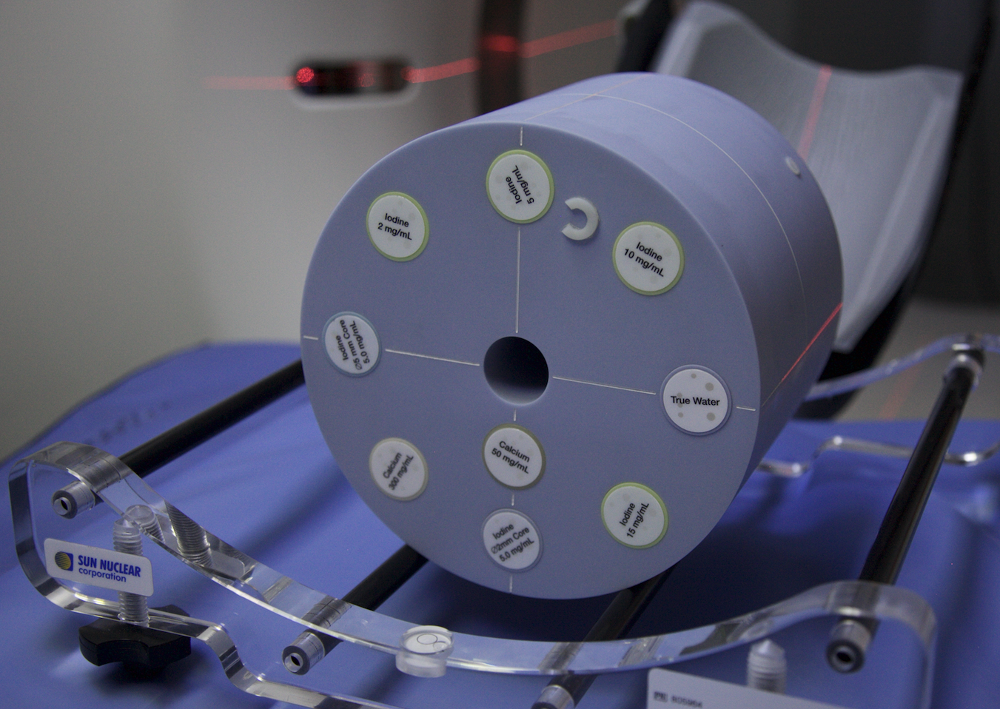 Iodine
5 mg/mL
Iodine
2 mg/mL
Iodine
10 mg/mL
Iodine
Ø5 mm Core
5.0 mg/mL
True Water
Calcium
300 mg/mL
Calcium
50 mg/mL
Iodine
15 mg/mL
Iodine
Ø2mm Core
5.0 mg/mL
SUN NUCLEAR
corporation